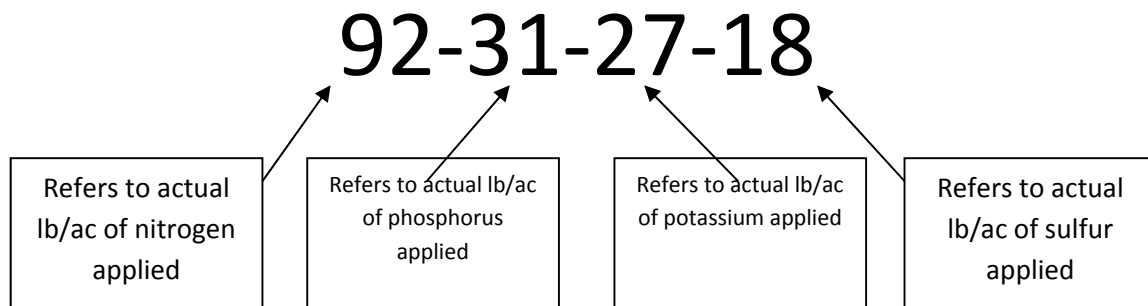 92-31-27-18
Refers to actual
lb/ac of nitrogen
applied
Refers to actual lb/ac
of phosphorus
applied
Refers to actual lb/ac
of potassium applied
Refers to actual
lb/ac of sulfur
applied